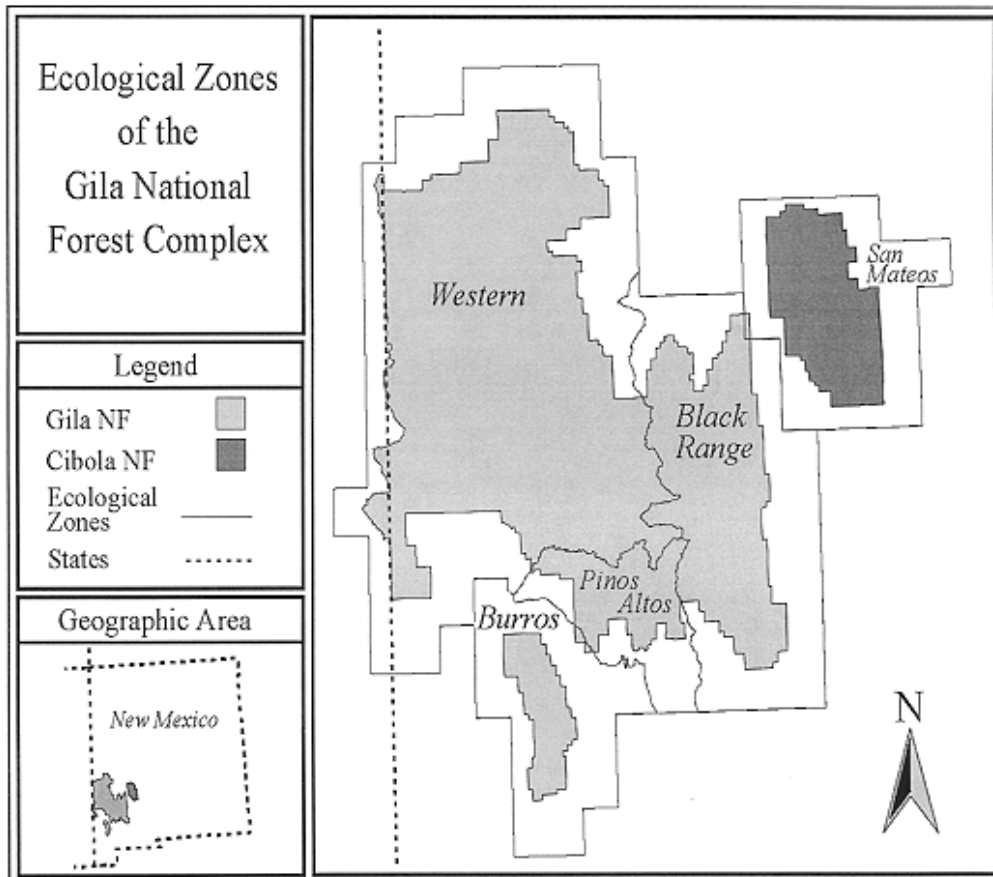 Ecological Zones
of the
Gila National
Forest Complex
Legend
Gila NF
Cibola NF
Ecological
Zones
States
Geographic Area
New Mexico
Western
San
Mateos
Black
Range
Pinos
Altos
Burros
N